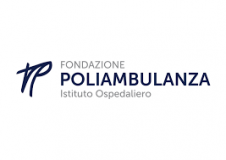 FONDAZIONE
POLIAMBULANZA
Istituto Ospedaliero